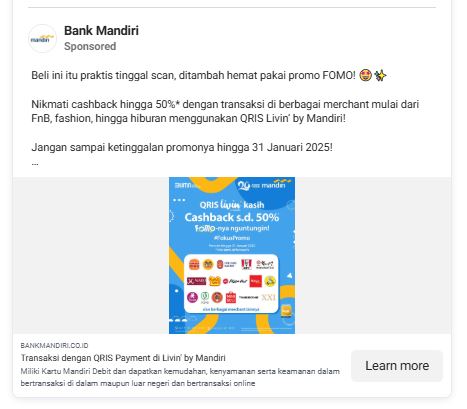 Bank Mandiri
mandiri
Sponsored
Beli ini itu praktis tinggal scan, ditambah hemat pakai promo FOMO! 🤩✨
Nikmati cashback hingga 50%* dengan transaksi di berbagai merchant mulai dari
FnB, fashion, hingga hiburan menggunakan QRIS Livin' by Mandiri!
Jangan sampai ketinggalan promonya hingga 31 Januari 2025!
...
mandiri
QRIS livin' kasih
Cashback s.d. 50%
FOMO-nya nguntungin!
#FokusPromo
XXI
BANKMANDIRI.CO.ID
Transaksi dengan QRIS Payment di Livin' by Mandiri
Miliki Kartu Mandiri Debit dan dapatkan kemudahan, kenyamanan serta keamanan dalam
bertransaksi di dalam maupun luar negeri dan bertransaksi online
Learn more